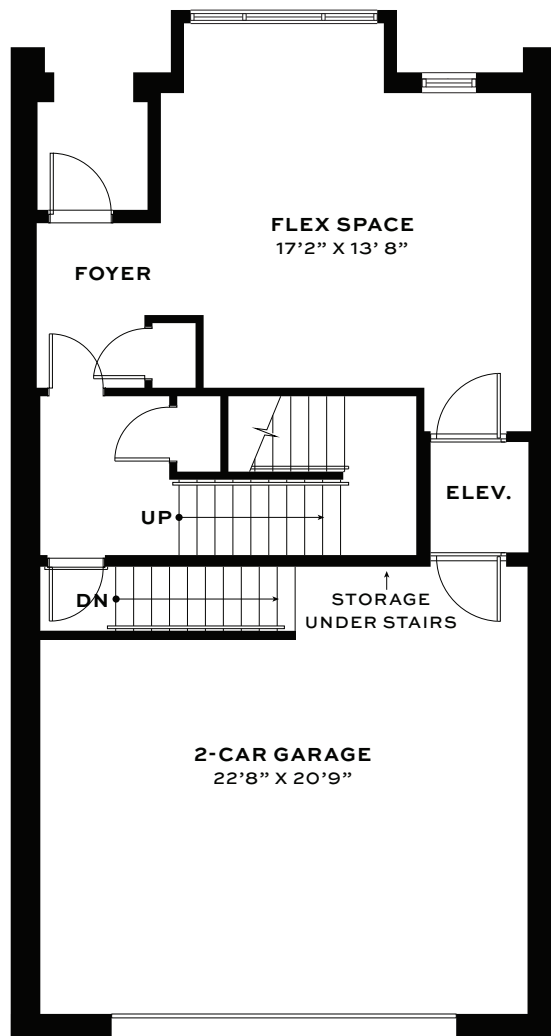 FLEX SPACE
17’2” X 13’ 8”
FOYER
ELEV.
UP
DN
STORAGE
UNDER STAIRS
2-CAR GARAGE
22’8” X 20’9”